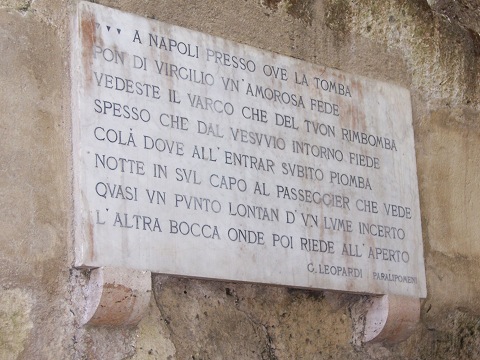 ''' A NAPOLI PRESSO OVE LA TOMBA
PON DI VIRGILIO VN'AMOROSA FEDE
VEDESTE IL VARCO CHE DEL TVON RIMBOMBA
SPESSO CHE DAL VESVVIO INTORNO FIEDE
COLÀ DOVE ALL'ENTRAR SVBITO PIOMBA
NOTTE IN SVL CAPO AL PASSEGGIER CHE VEDE
QVASI VN PVNTO LONTAN D'VN LVME INCERTO
L'ALTRA BOCCA ONDE POI RIEDE ALL'APERTO
G. LEOPARDI PARALIPOMENI